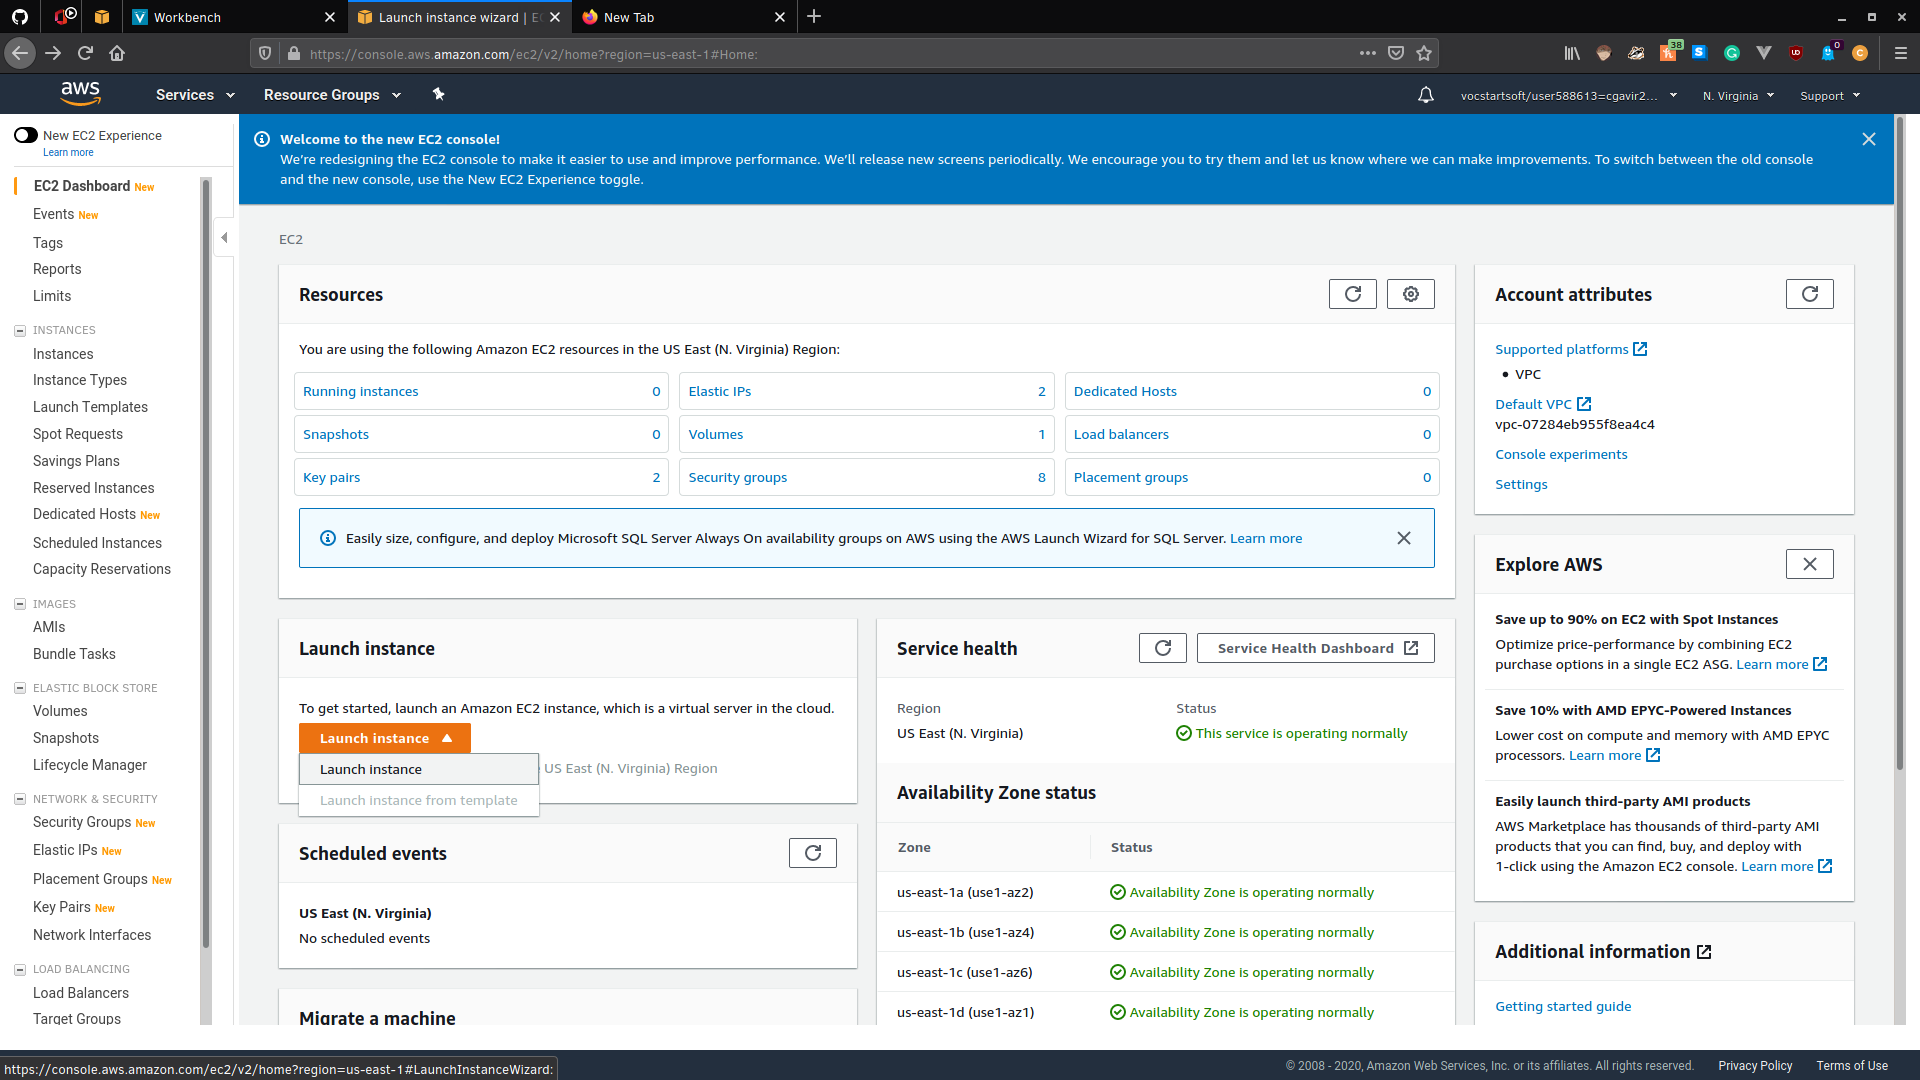 Workbench
Launch instance wizard | EC
New Tab
https://console.aws.amazon.com/ec2/v2/home?region=us-east-1#Home:
38
0
aws
Services
Resource Groups
vocstartsoft/user588613=cgavir2...
N. Virginia
Support
New EC2 Experience
Learn more
EC2 Dashboard New
Events New
Tags
Reports
Limits
INSTANCES
Instances
Instance Types
Launch Templates
Spot Requests
Savings Plans
Reserved Instances
Dedicated Hosts New
Scheduled Instances
Capacity Reservations
IMAGES
AMIs
Bundle Tasks
ELASTIC BLOCK STORE
Volumes
Snapshots
Lifecycle Manager
NETWORK & SECURITY
Security Groups New
Elastic IPs New
Placement Groups New
Key Pairs New
Network Interfaces
LOAD BALANCING
Load Balancers
Target Groups
Welcome to the new EC2 console!
We're redesigning the EC2 console to make it easier to use and improve performance. We'll release new screens periodically. We encourage you to try them and let us know where we can make improvements. To switch between the old console
and the new console, use the New EC2 Experience toggle.
EC2
Resources
You are using the following Amazon EC2 resources in the US East (N. Virginia) Region:
Running instances 0
Elastic IPs 2
Dedicated Hosts 0
Snapshots 0
Volumes 1
Load balancers 0
Key pairs 2
Security groups 8
Placement groups 0
Easily size, configure, and deploy Microsoft SQL Server Always On availability groups on AWS using the AWS Launch Wizard for SQL Server. Learn more
Launch instance
To get started, launch an Amazon EC2 instance, which is a virtual server in the cloud.
Launch instance
Launch instance
US East (N. Virginia) Region
Launch instance from template
Scheduled events
US East (N. Virginia)
No scheduled events
Migrate a machine
Service health
Service Health Dashboard
Region
Status
US East (N. Virginia)
This service is operating normally
Availability Zone status
Zone
Status
us-east-1a (use1-az2)
Availability Zone is operating normally
us-east-1b (use1-az4)
Availability Zone is operating normally
us-east-1c (use1-az6)
Availability Zone is operating normally
us-east-1d (use1-az1)
Availability Zone is operating normally
Account attributes
Supported platforms
VPC
Default VPC
vpc-07284eb955f8ea4c4
Console experiments
Settings
Explore AWS
Save up to 90% on EC2 with Spot Instances
Optimize price-performance by combining EC2
purchase options in a single EC2 ASG. Learn more
Save 10% with AMD EPYC-Powered Instances
Lower cost on compute and memory with AMD EPYC
processors. Learn more
Easily launch third-party AMI products
AWS Marketplace has thousands of third-party AMI
products that you can find, buy, and deploy with
1-click using the Amazon EC2 console. Learn more
Additional information
Getting started guide
https://console.aws.amazon.com/ec2/v2/home?region=us-east-1#LaunchInstanceWizard:
© 2008 - 2020, Amazon Web Services, Inc. or its affiliates. All rights reserved.
Privacy Policy
Terms of Use